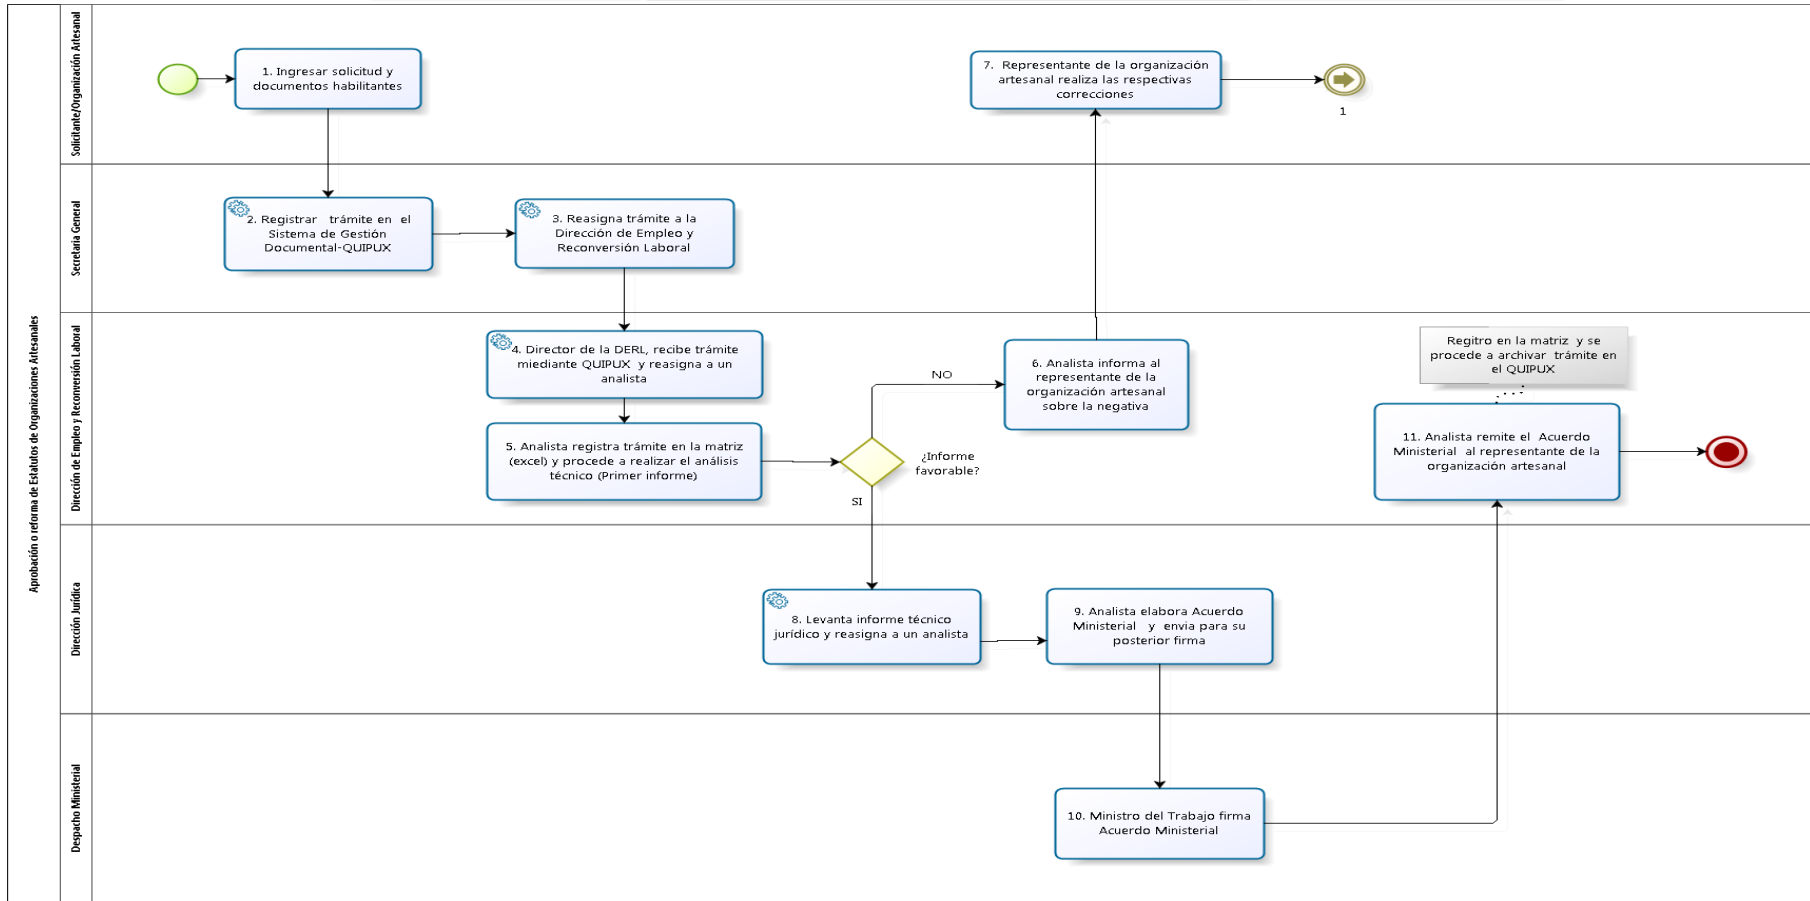 Aprobación o reforma de Estatutos de Organizaciones Artesanales
Solicitante/Organización Artesanal
1. Ingresar solicitud y
documentos habilitantes
7. Representante de la organización
artesanal realiza las respectivas
correcciones
1
Secretaria General
2. Registrar trámite en el
Sistema de Gestión
Documental-QUIPUX
3. Reasigna trámite a la
Dirección de Empleo y
Reconversión Laboral
Dirección de Empleo y Reconversión Laboral
4. Director de la DERL, recibe trámite
miediante QUIPUX y reasigna a un
analista
5. Analista registra trámite en la matriz
(excel) y procede a realizar el análisis
técnico (Primer informe)
NO
SI
¿Informe
favorable?
6. Analista informa al
representante de la
organización artesanal
sobre la negativa
Regitro en la matriz y se
procede a archivar trámite en
el QUIPUX
11. Analista remite el Acuerdo
Ministerial al representante de la
organización artesanal
Dirección Jurídica
8. Levanta informe técnico
jurídico y reasigna a un analista
9. Analista elabora Acuerdo
Ministerial y envia para su
posterior firma
Despacho Ministerial
10. Ministro del Trabajo firma
Acuerdo Ministerial